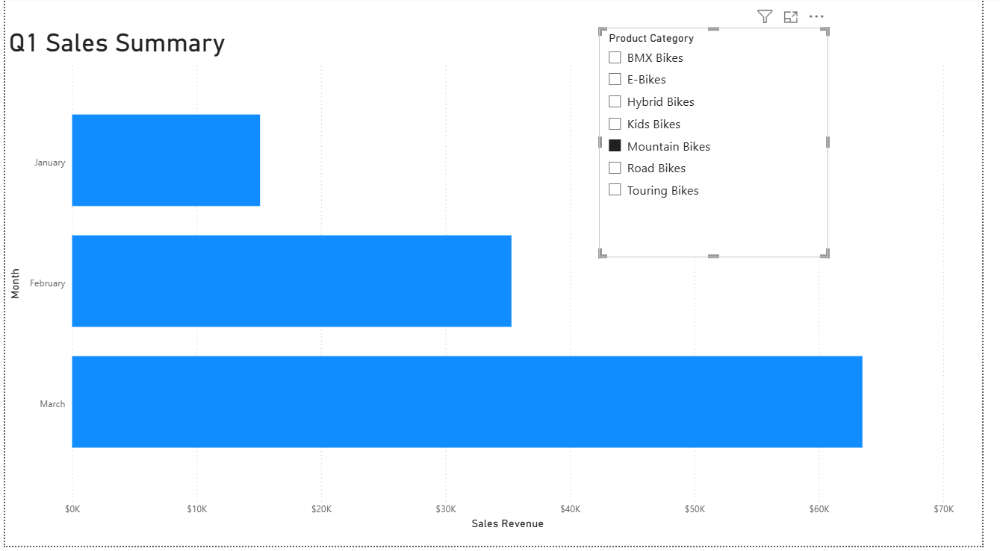 Q1 Sales Summary
Product Category
BMX Bikes
E-Bikes
Hybrid Bikes
Kids Bikes
Mountain Bikes
Road Bikes
Touring Bikes
Month
January
February
March
$0K $10K $20K $30K $40K $50K $60K $70K
Sales Revenue